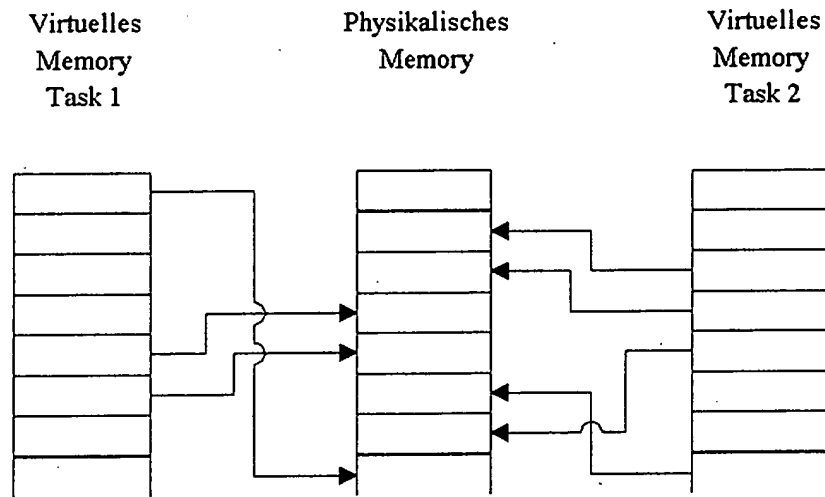 Virtuelles
Memory
Task 1
Physikalisches
Memory
Virtuelles
Memory
Task 2